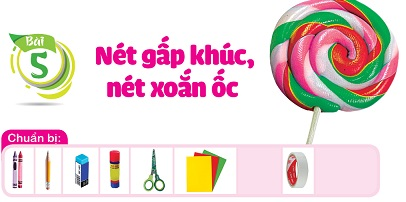 Bài
5
Nét gấp khúc,
nét xoắn ốc
Chuẩn bị: